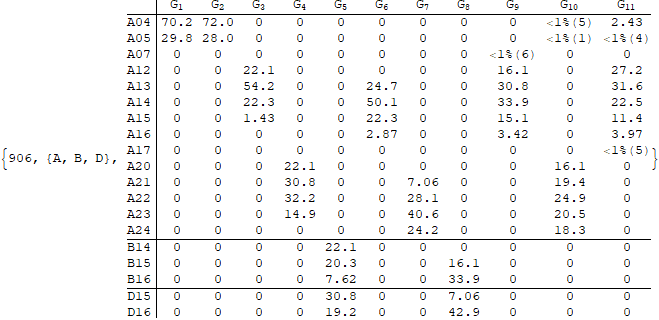 G1 G2 G3 G4 G5 G6 G7 G8 G9 G10 G11
A04 70.2 72.0 0 0 0 0 0 0 0 <1%(5) 2.43
A05 29.8 28.0 0 0 0 0 0 0 0 <1%(1) <1%(4)
A07 0 0 0 0 0 0 0 0 <1%(6) 0 0
A12 0 0 22.1 0 0 0 0 0 16.1 0 27.2
A13 0 0 54.2 0 0 24.7 0 0 30.8 0 31.6
A14 0 0 22.3 0 0 50.1 0 0 33.9 0 22.5
A15 0 0 1.43 0 0 22.3 0 0 15.1 0 11.4
A16 0 0 0 0 0 2.87 0 0 3.42 0 3.97
{906, {A, B, D}, A17 0 0 0 0 0 0 0 0 0 0 <1%(5) }
A20 0 0 0 22.1 0 0 0 0 0 16.1 0
A21 0 0 0 30.8 0 0 7.06 0 0 19.4 0
A22 0 0 0 32.2 0 0 28.1 0 0 24.9 0
A23 0 0 0 14.9 0 0 40.6 0 0 20.5 0
A24 0 0 0 0 0 0 24.2 0 0 18.3 0
B14 0 0 0 0 22.1 0 0 0 0 0 0
B15 0 0 0 0 20.3 0 0 16.1 0 0 0
B16 0 0 0 0 7.62 0 0 33.9 0 0 0
D15 0 0 0 0 30.8 0 0 7.06 0 0 0
D16 0 0 0 0 19.2 0 0 42.9 0 0 0